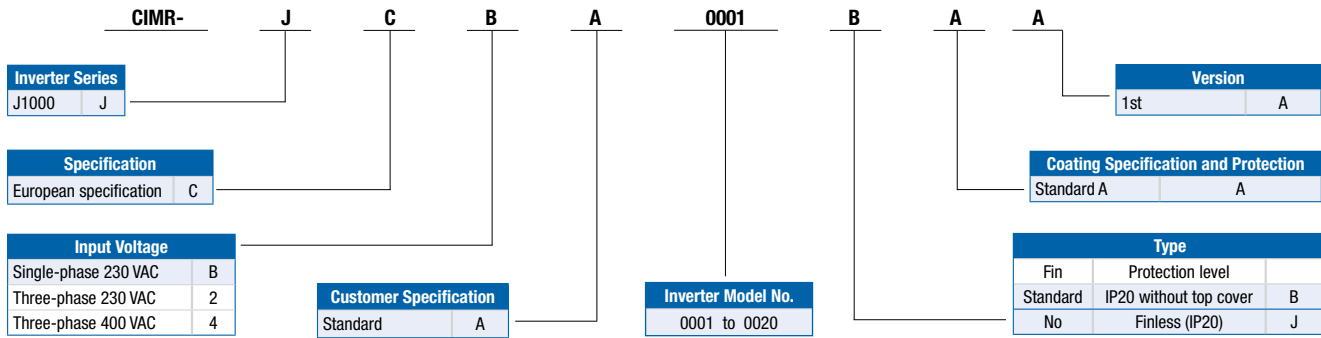 CIMR- J C B A 0001 B A A
Inverter Series
J1000 J
Specification
European specification C
Input Voltage
Single-phase 230 VAC B
Three-phase 230 VAC 2
Three-phase 400 VAC 4
Customer Specification
Standard A
Inverter Model No.
0001 to 0020
Version
1st A
Coating Specification and Protection
Standard A A
Type
Fin Protection level
Standard IP20 without top cover B
No Finless (IP20) J